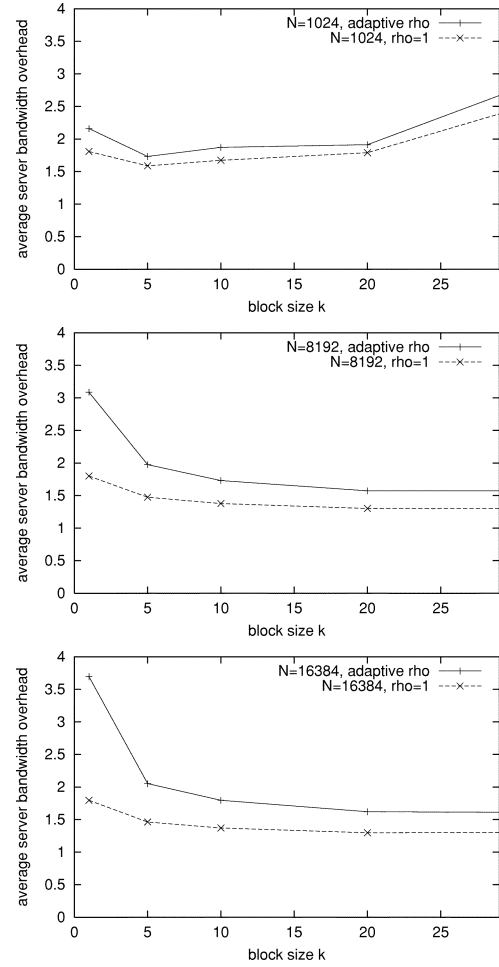 average server bandwidth overhead
4
3.5
3
2.5
2
1.5
1
0.5
0
N=1024, adaptive rho
N=1024, rho=1
0 5 10 15 20 25
block size k
average server bandwidth overhead
4
3.5
3
2.5
2
1.5
1
0.5
0
N=8192, adaptive rho
N=8192, rho=1
0 5 10 15 20 25
block size k
average server bandwidth overhead
4
3.5
3
2.5
2
1.5
1
0.5
0
N=16384, adaptive rho
N=16384, rho=1
0 5 10 15 20 25
block size k